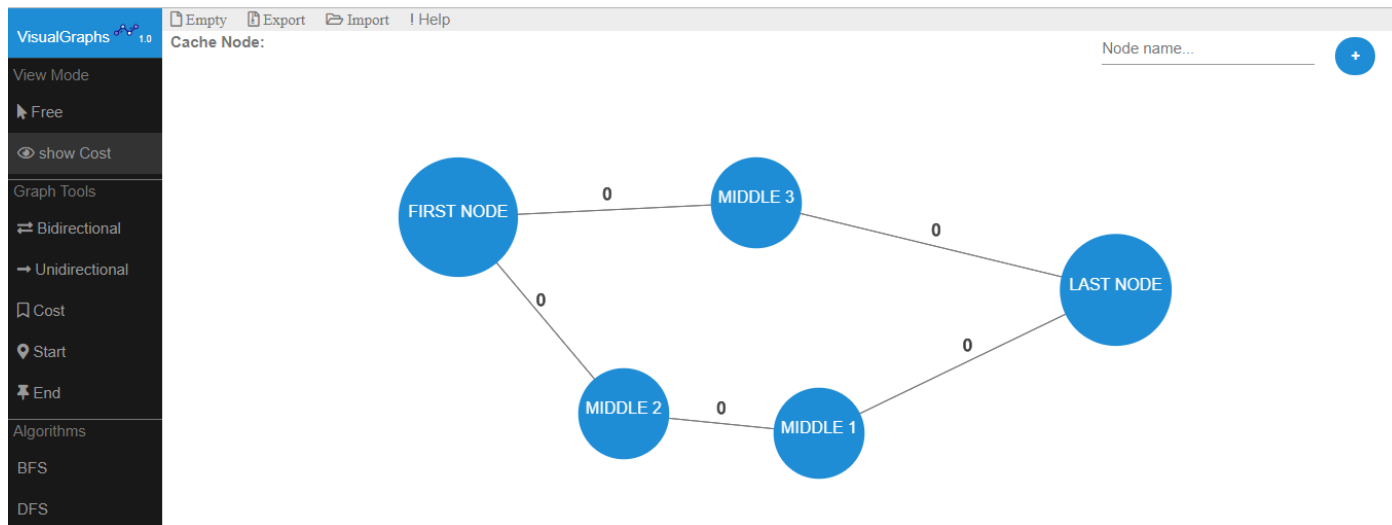 VisualGraphs 1.0
Empty Export Import ! Help
Cache Node:
Node name...
+
View Mode
Free
show Cost
Graph Tools
Bidirectional
Unidirectional
Cost
Start
End
Algorithms
BFS
DFS
FIRST NODE
0
MIDDLE 3
0
LAST NODE
0
MIDDLE 2
0
MIDDLE 1
0